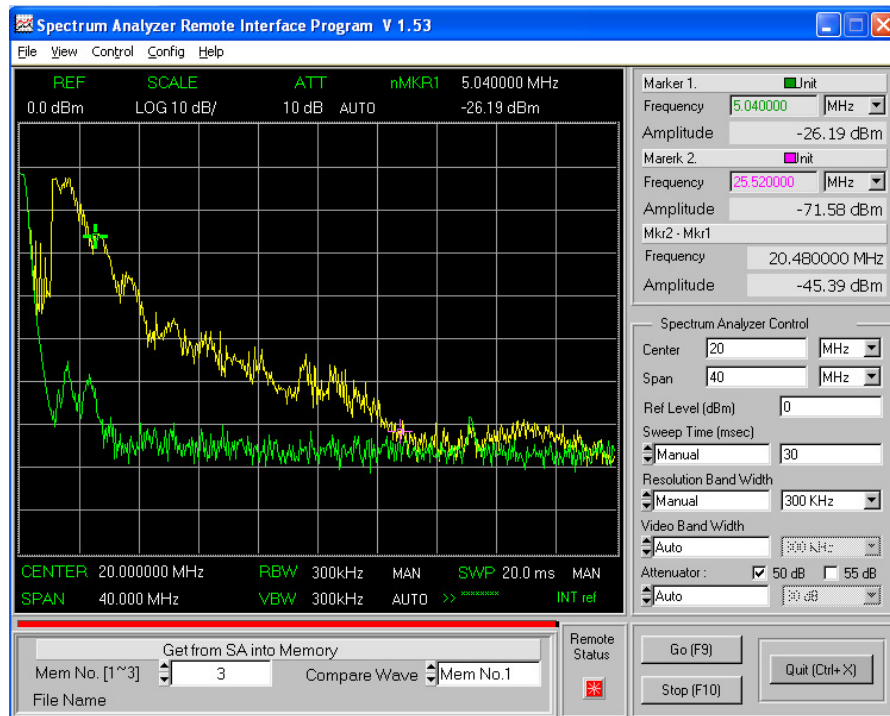 Spectrum Analyzer Remote Interface Program V 1.53
File View Control Config Help
REF SCALE ATT nMKR1 5.040000 MHz
0.0 dBm LOG 10 dB/ 10 dB AUTO -26.19 dBm
CENTER 20.000000 MHz RBW 300kHz MAN SWP 20.0 ms MAN
SPAN 40.000 MHz VBW 300kHz AUTO >> ******** INT ref
Marker 1. Unit
Frequency 5.040000 MHz
Amplitude -26.19 dBm
Marerk 2. Unit
Frequency 25.520000 MHz
Amplitude -71.58 dBm
Mkr2 - Mkr1
Frequency 20.480000 MHz
Amplitude -45.39 dBm
Spectrum Analyzer Control
Center 20 MHz
Span 40 MHz
Ref Level (dBm) 0
Sweep Time (msec)
Manual 30
Resolution Band Width
Manual 300 KHz
Video Band Width
Auto 300 KHz
Attenuator : 50 dB 55 dB
Auto 30 dB
Get from SA into Memory
Mem No. [1~3] 3 Compare Wave Mem No.1
File Name
Remote
Status
Go (F9)
Stop (F10)
Quit (Ctrl+ X)